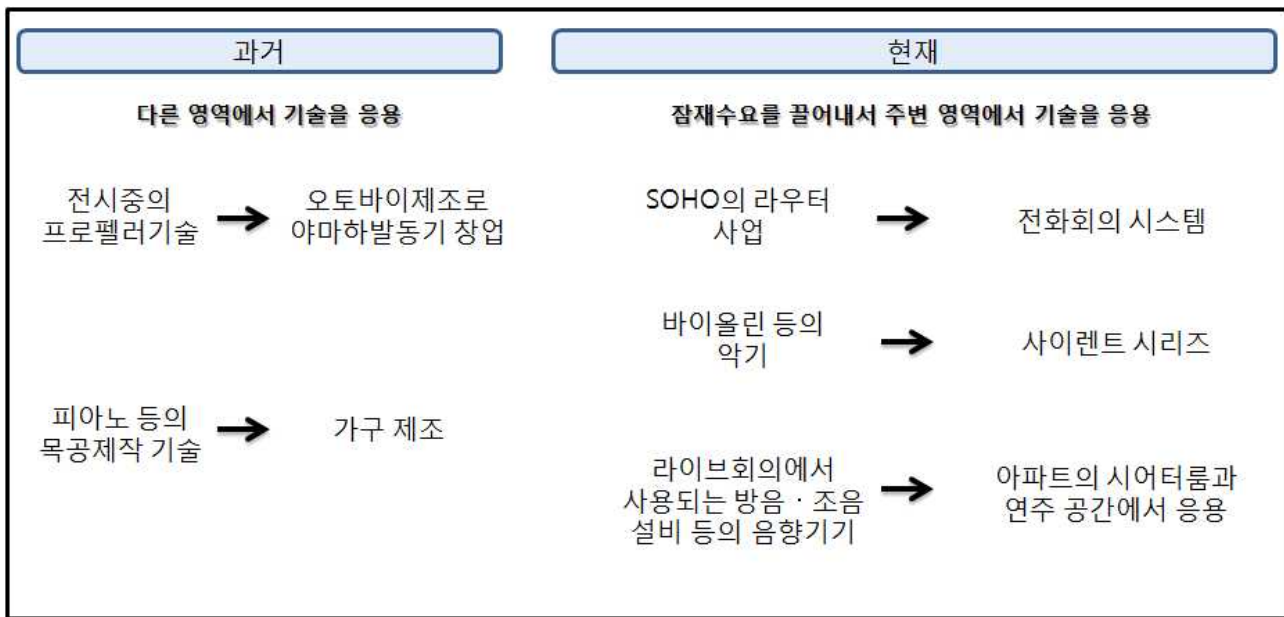 과거
다른 영역에서 기술을 응용
전시중의
프로펠러기술
오토바이제조로
야마하발동기 창업
피아노 등의
목공제작 기술
가구 제조
현재
잠재수요를 끌어내서 주변 영역에서 기술을 응용
SOHO의 라우터
사업
전화회의 시스템
바이올린 등의
악기
사이렌트 시리즈
라이브회의에서
사용되는 방음 · 조음
설비 등의 음향기기
아파트의 시어터룸과
연주 공간에서 응용